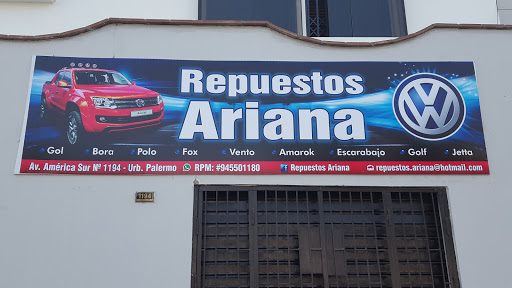 Repuestos
Ariana
Gol Bora Polo Fox Vento Amarok Escarabajo Golf Jetta
Av. América Sur Nº 1194 - Urb. Palermo RPM: #945501180 Repuestos Ariana repuestos.ariana@hotmail.com
1194